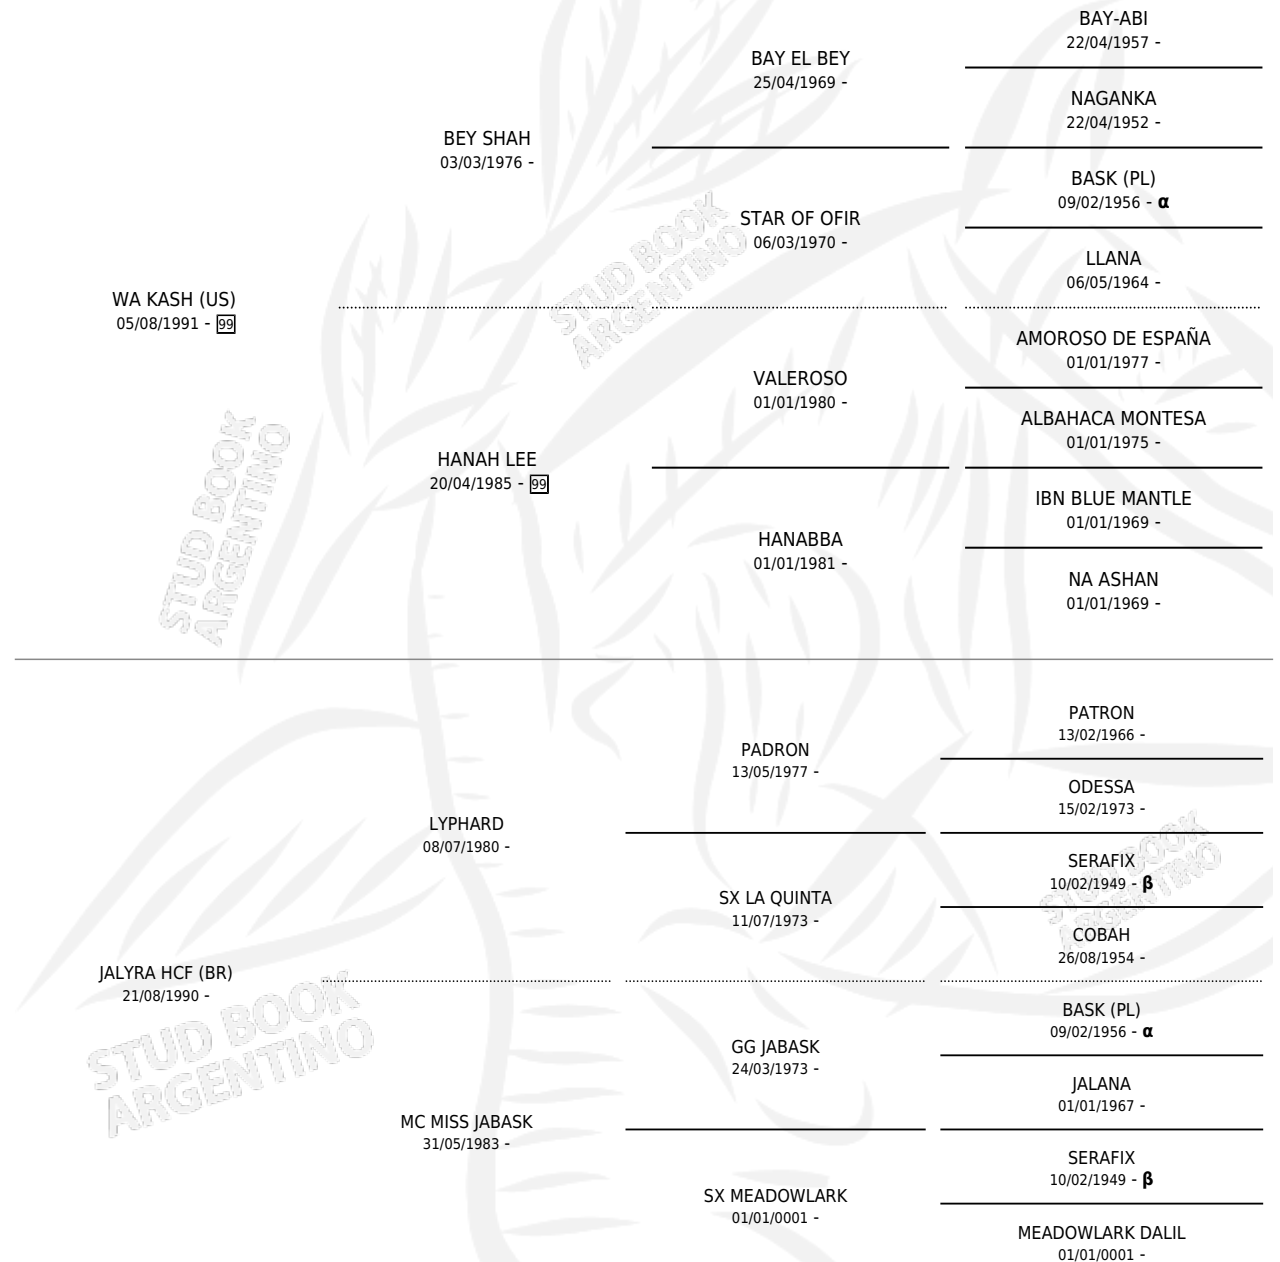 BAY-ABI
22/04/1957 -
BAY EL BEY
25/04/1969 -
NAGANKA
22/04/1952 -
BEY SHAH
03/03/1976 -
BASK (PL)
09/02/1956 - α
STAR OF OFIR
06/03/1970 -
LLANA
06/05/1964 -
WA KASH (US)
05/08/1991 - 99
AMOROSO DE ESPAÑA
01/01/1977 -
VALEROSO
01/01/1980 -
ALBAHACA MONTESA
01/01/1975 -
HANAH LEE
20/04/1985 - 99
IBN BLUE MANTLE
01/01/1969 -
HANABBA
01/01/1981 -
NA ASHAN
01/01/1969 -
PATRON
13/02/1966 -
PADRON
13/05/1977 -
ODESSA
15/02/1973 -
LYPHARD
08/07/1980 -
SERAFIX
10/02/1949 - β
SX LA QUINTA
11/07/1973 -
COBAH
26/08/1954 -
JALYRA HCF (BR)
21/08/1990 -
BASK (PL)
09/02/1956 - α
GG JABASK
24/03/1973 -
JALANA
01/01/1967 -
MC MISS JABASK
31/05/1983 -
SERAFIX
10/02/1949 - β
SX MEADOWLARK
01/01/0001 -
MEADOWLARK DALIL
01/01/0001 -
STUD BOOK
ARGENTINO
STUD BOOK
ARGENTINO
STUD BOOK
ARGENTINO
STUD BOOK
ARGENTINO